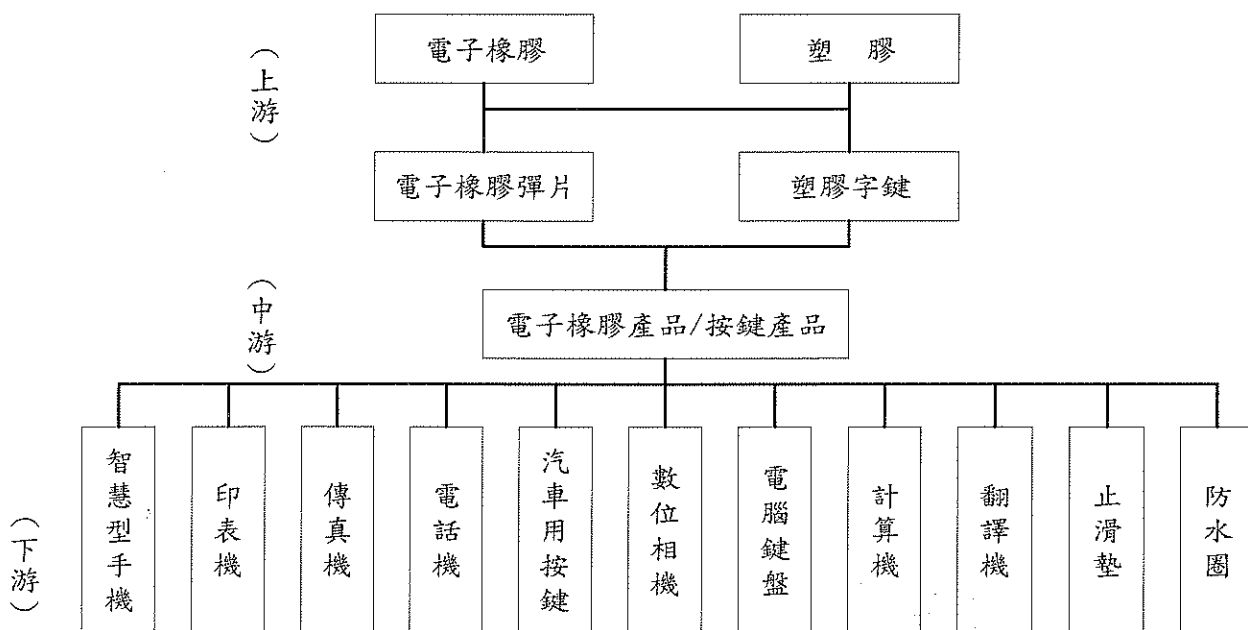 電子橡膠
塑 膠
（上游）
電子橡膠彈片
塑膠字鍵
（中游）
電子橡膠產品/按鍵產品
智慧型手機
印表機
傳真機
電話機
汽車用按鍵
數位相機
電腦鍵盤
計算機
翻譯機
止滑墊
防水圈
（下游）